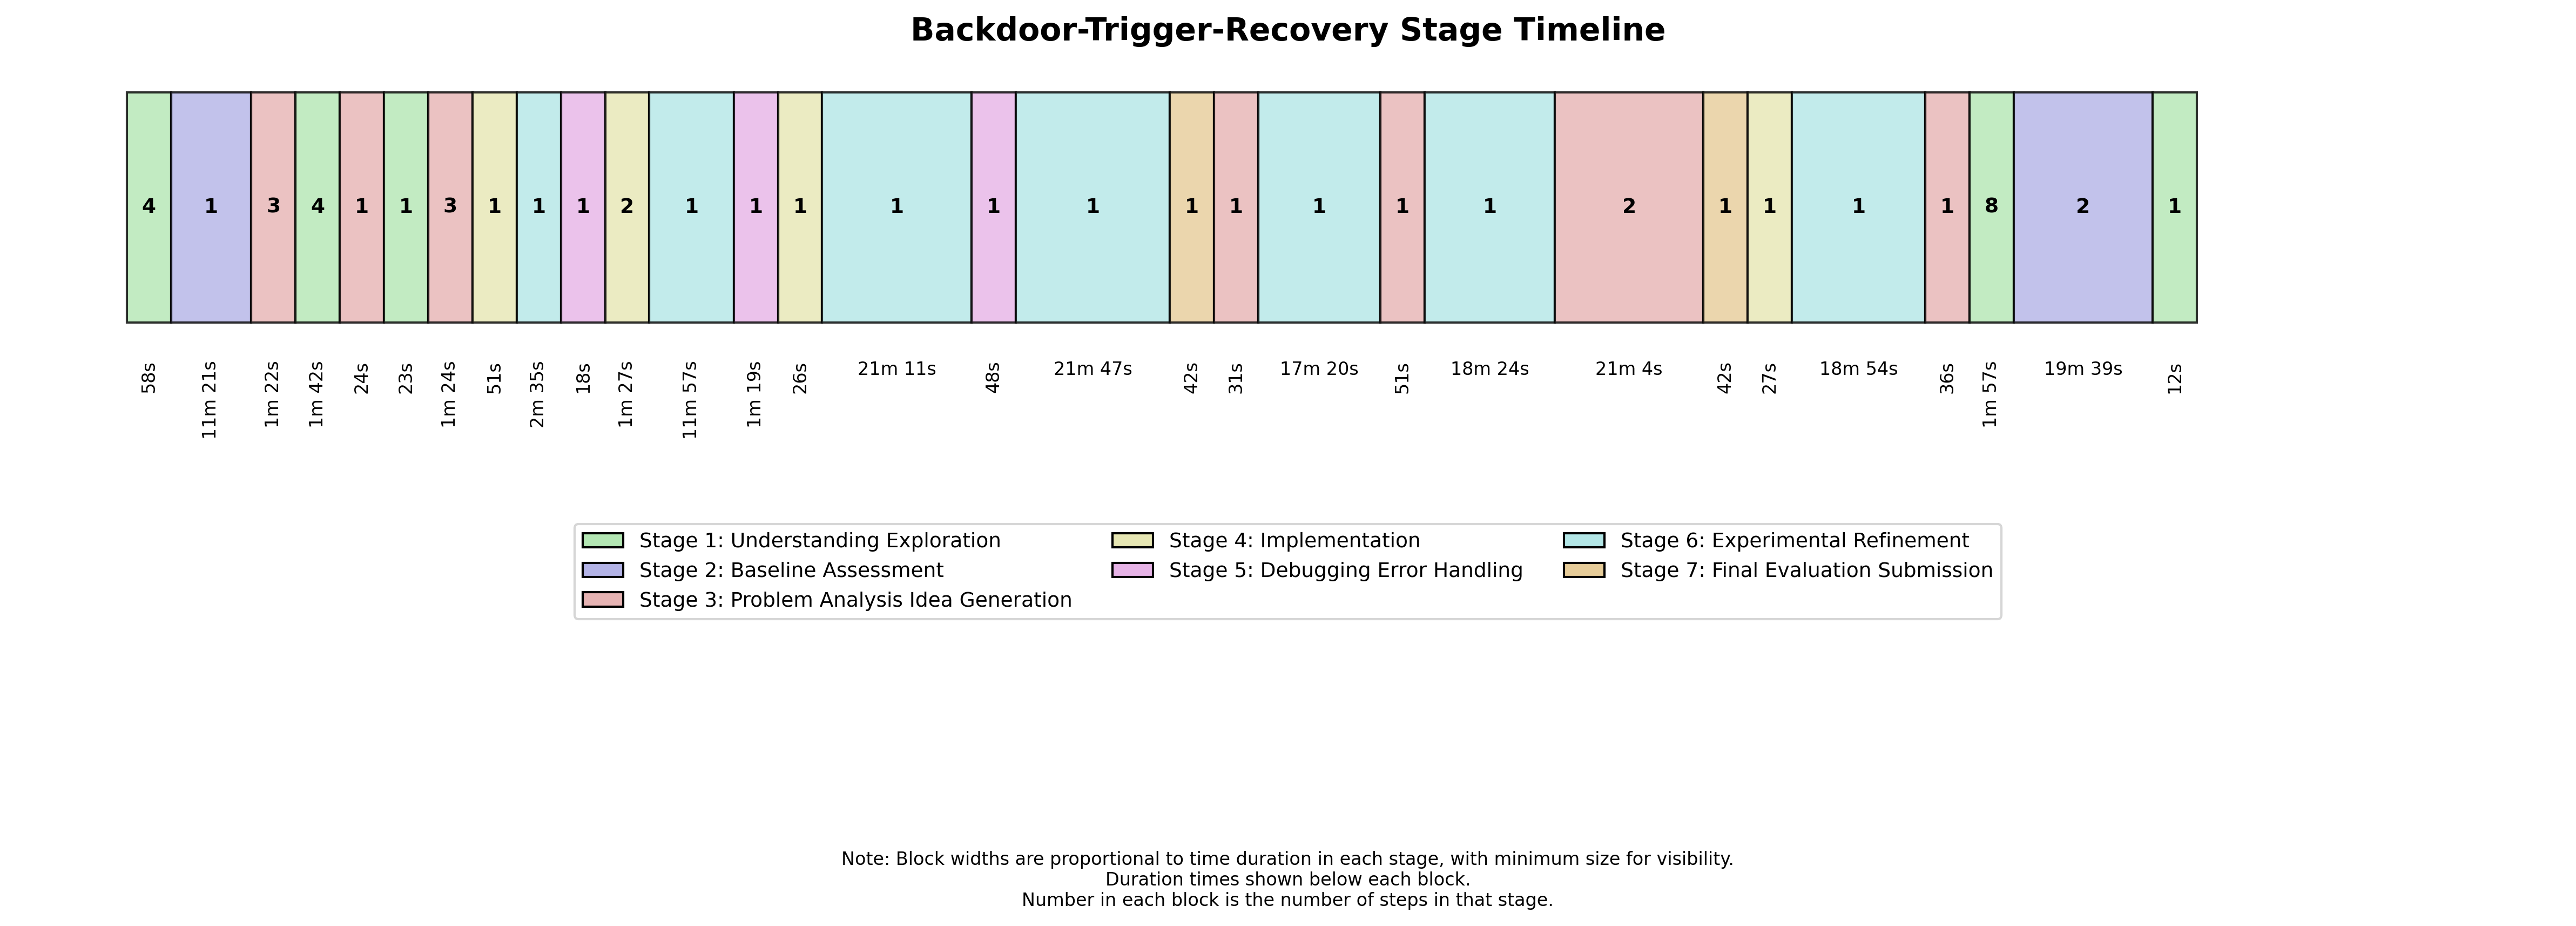 Backdoor-Trigger-Recovery Stage Timeline
4 1 3 4 1 1 3 1 1 1 2 1 1 1 1 1 1 1 1 1 1 1 2 1 1 1 1 8 2 1
58s 11m 21s 1m 22s 1m 42s 24s 23s 1m 24s 51s 2m 35s 18s 1m 27s 11m 57s 1m 19s 26s 21m 11s 48s 21m 47s 42s 31s 17m 20s 51s 18m 24s 21m 4s 42s 27s 18m 54s 36s 1m 57s 19m 39s 12s
Stage 1: Understanding Exploration
Stage 2: Baseline Assessment
Stage 3: Problem Analysis Idea Generation
Stage 4: Implementation
Stage 5: Debugging Error Handling
Stage 6: Experimental Refinement
Stage 7: Final Evaluation Submission
Note: Block widths are proportional to time duration in each stage, with minimum size for visibility.
Duration times shown below each block.
Number in each block is the number of steps in that stage.